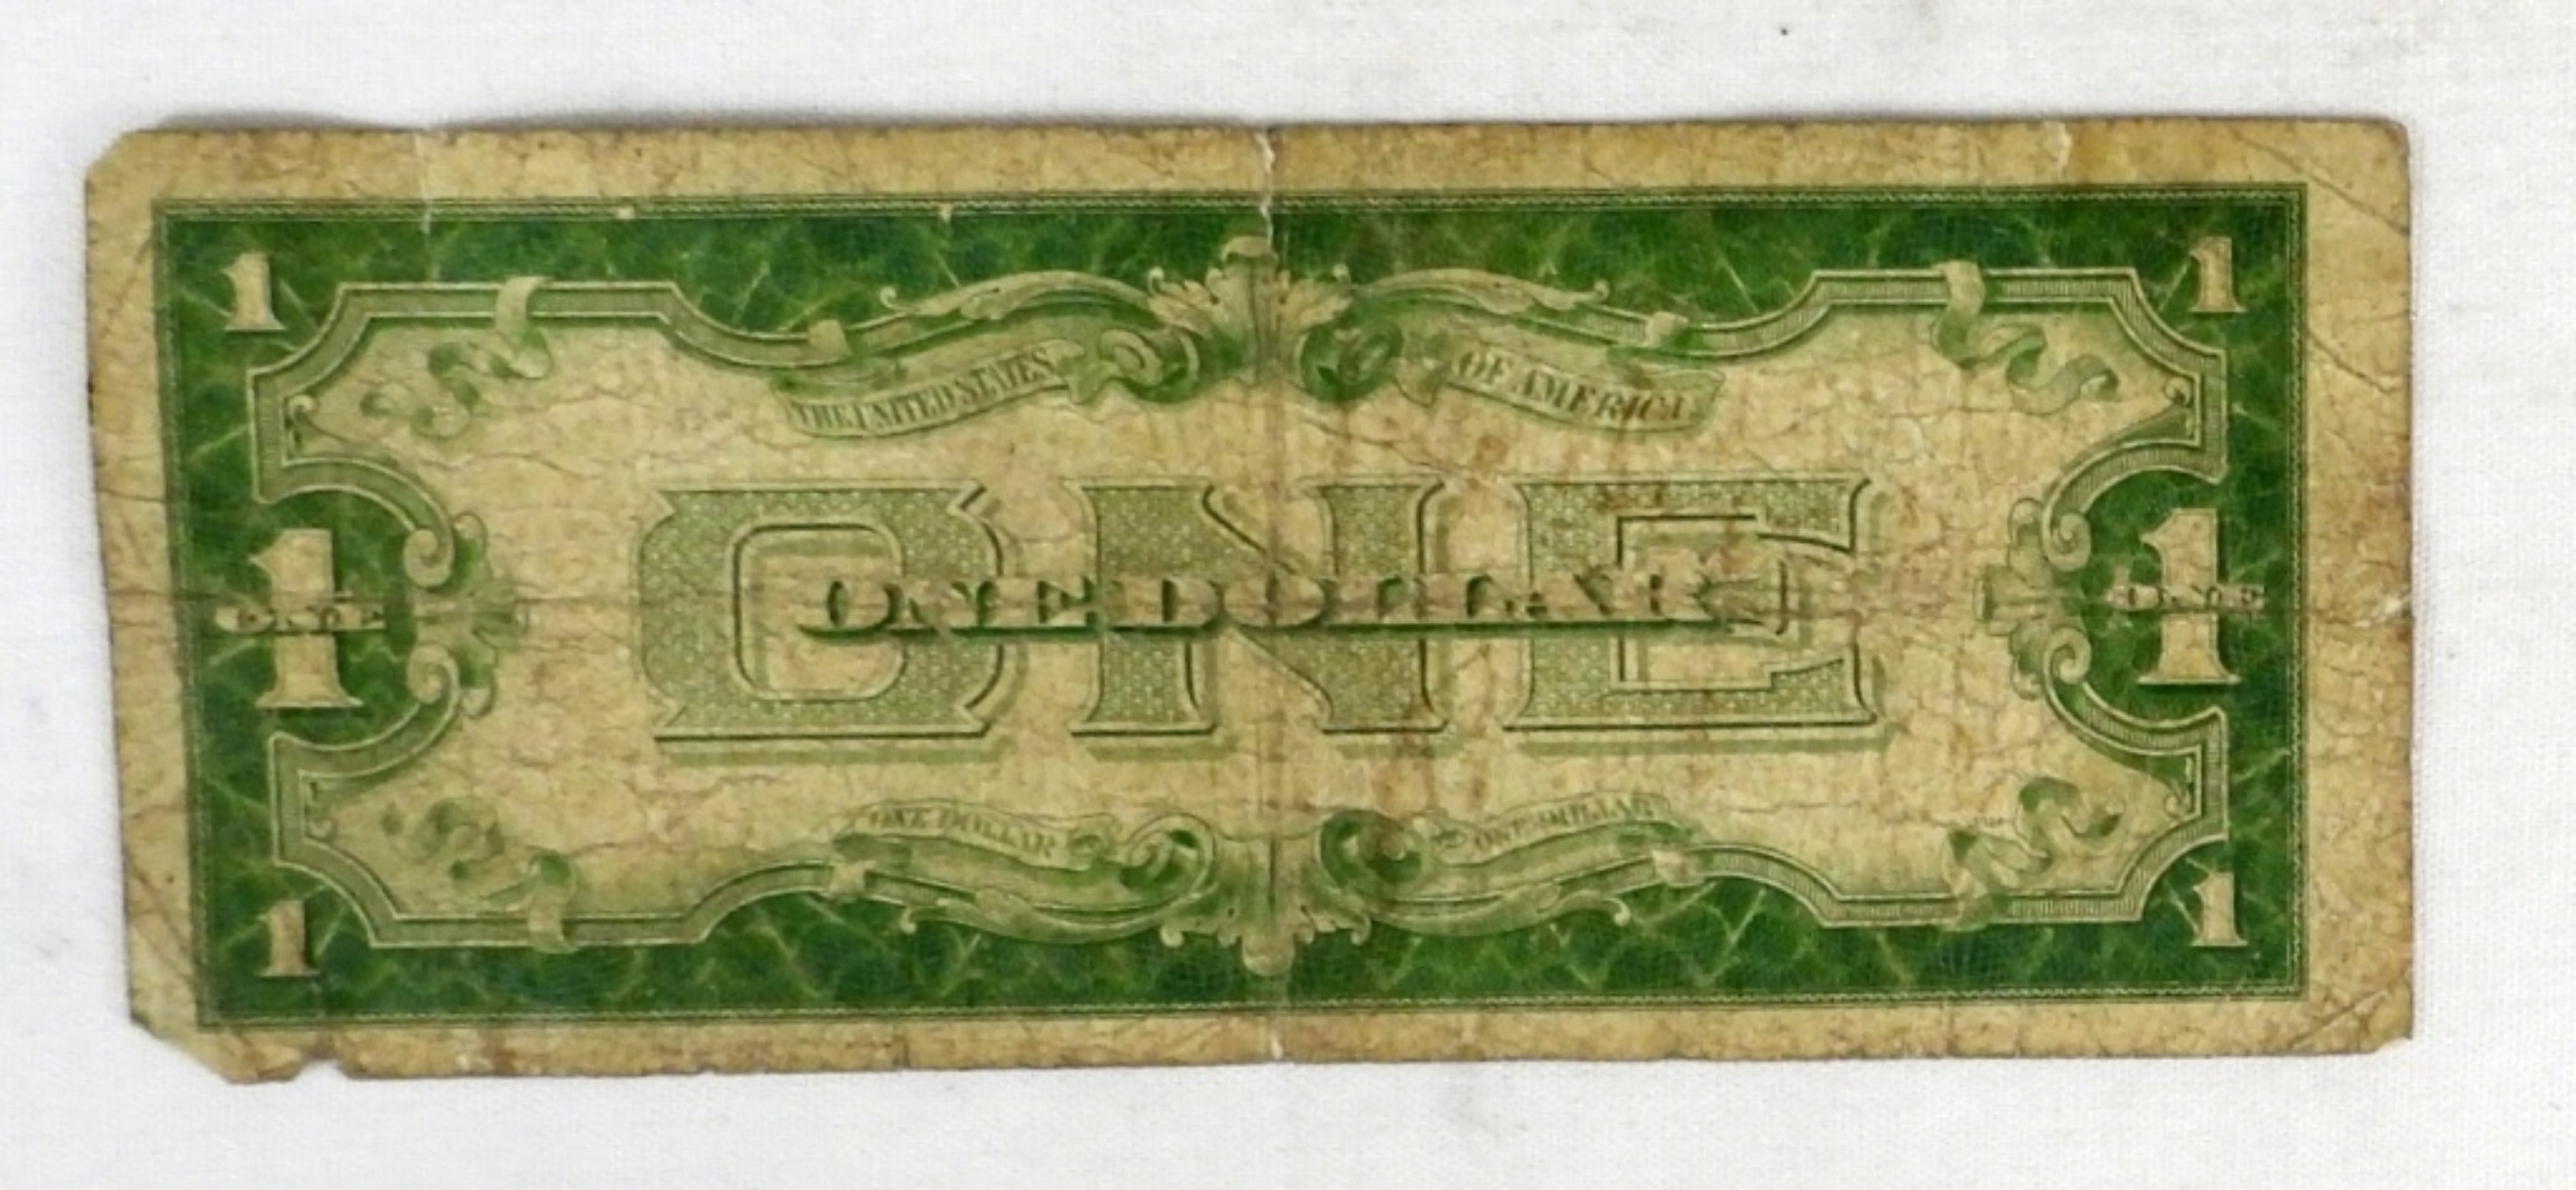 1 1
THE UNITED STATES OF AMERICA
ONE
1 ONE ONE DOLLAR 1 ONE
ONE DOLLAR ONE DOLLAR
1 1